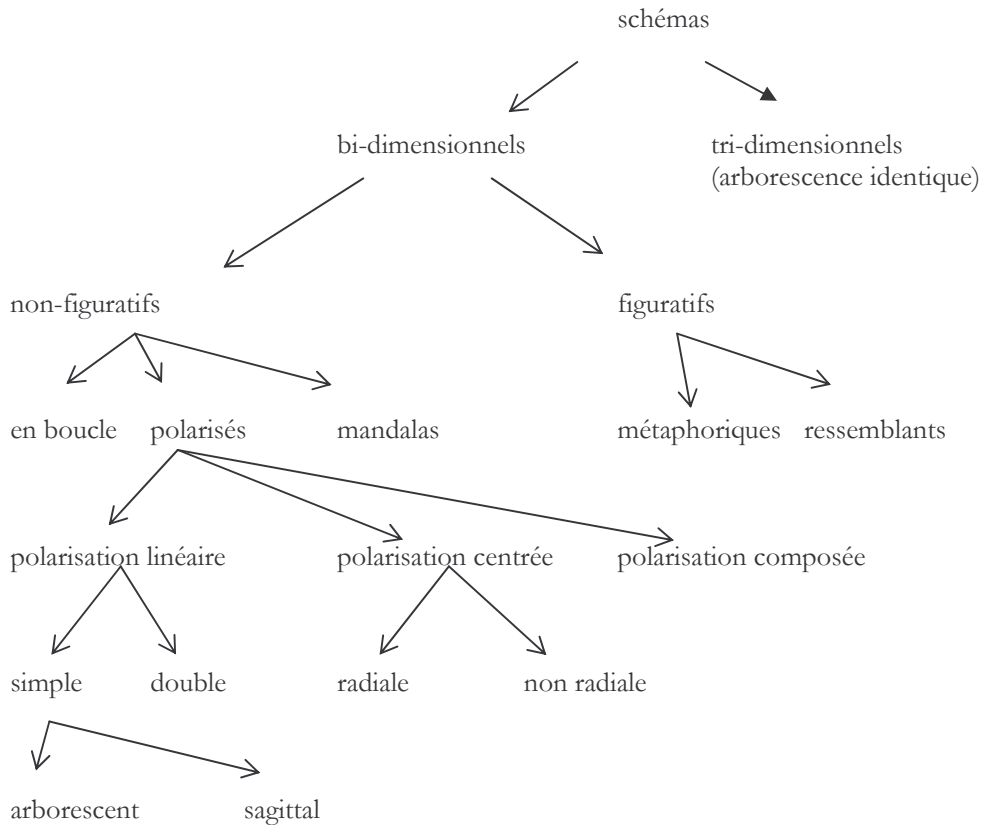 schémas
bi-dimensionnels
tri-dimensionnels
(arborescence identique)
non-figuratifs
figuratifs
en boucle
polarisés
mandalas
métaphoriques
ressemblants
polarisation linéaire
polarisation centrée
polarisation composée
simple
double
radiale
non radiale
arborescent
sagittal